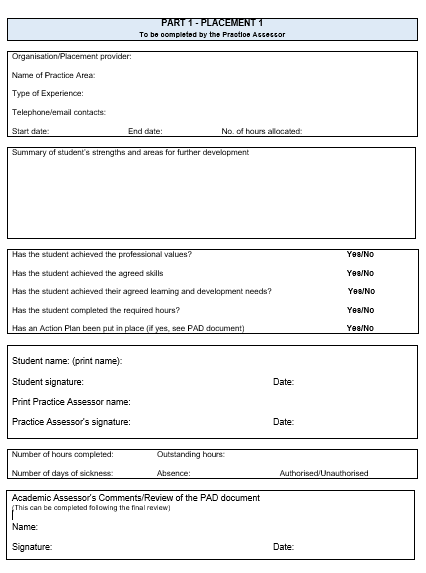 PART 1 - PLACEMENT 1
To be completed by the Practice Assessor
Organisation/Placement provider:
Name of Practice Area:
Type of Experience:
Telephone/email contacts:
Start date: End date: No. of hours allocated:
Summary of student's strengths and areas for further development
Has the student achieved the professional values? Yes/No
Has the student achieved the agreed skills Yes/No
Has the student achieved their agreed learning and development needs? Yes/No
Has the student completed the required hours? Yes/No
Has an Action Plan been put in place (if yes, see PAD document) Yes/No
Student name: (print name):
Student signature: Date:
Print Practice Assessor name:
Practice Assessor's signature: Date:
Number of hours completed: Outstanding hours:
Number of days of sickness: Absence: Authorised/Unauthorised
Academic Assessor's Comments/Review of the PAD document
(This can be completed following the final review)
Name:
Signature: Date: